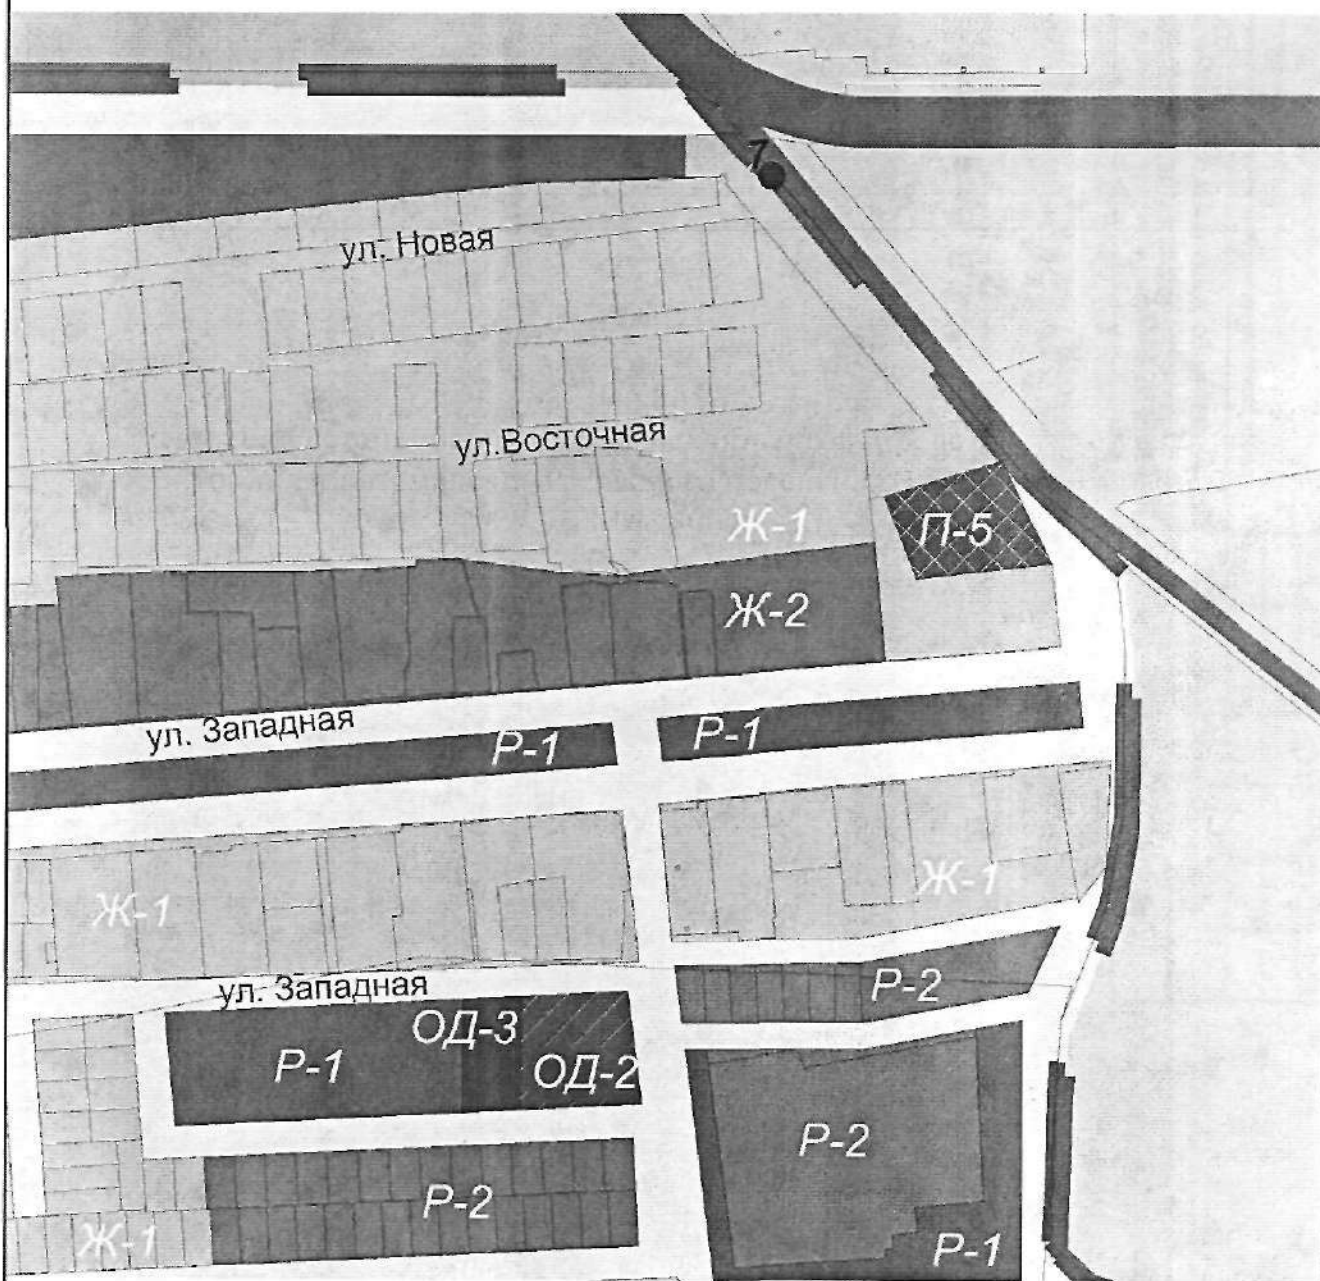 7
ул. Новая
ул.Восточная
Ж-1
П-5
Ж-2
ул. Западная
Р-1
Р-1
Ж-1
Ж-1
ул. Западная
Р-2
ОД-3
Р-1
ОД-2
Р-2
Р-2
Ж-1
Р-1